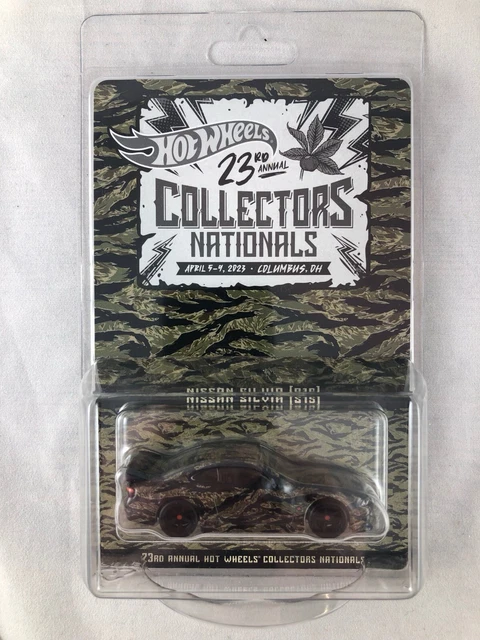 HOT WHEELS
23RD
ANNUAL
COLLECTORS
NATIONALS
APRIL 5-9, 2023 • COLUMBUS, OH
NISSAN SILVIA (S15)
23RD ANNUAL HOT WHEELS™ COLLECTORS NATIONALS